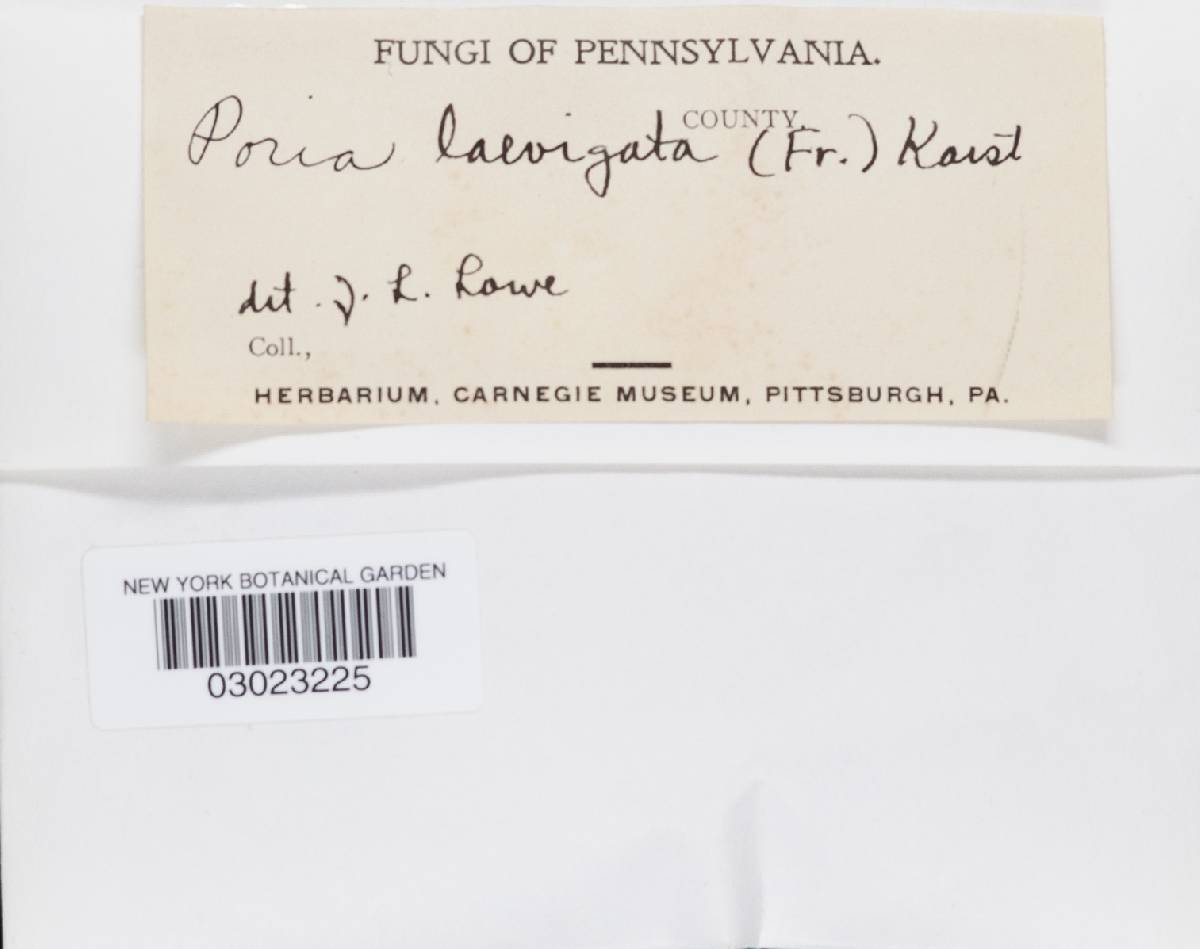 FUNGI OF PENNSYLVANIA.
COUNTY.
Poria laevigata (Fr.) Karst
det. J. L. Lowe
Coll.,
HERBARIUM, CARNEGIE MUSEUM, PITTSBURGH, PA.
NEW YORK BOTANICAL GARDEN
03023225